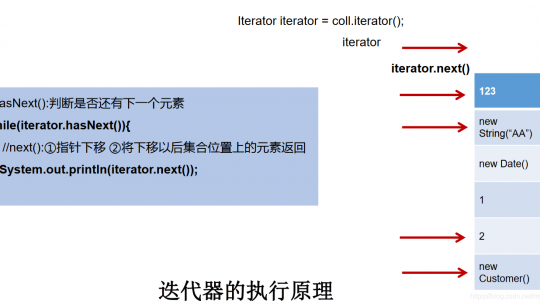 Iterator iterator = coll.iterator();
iterator
iterator.next()
asNext():判断是否还有下一个元素
ile(iterator.hasNext()){
//next():①指针下移 ②将下移以后集合位置上的元素返回
System.out.println(iterator.next());
123
new
String("AA")
new Date()
1
2
new
Customer()
迭代器的执行原理